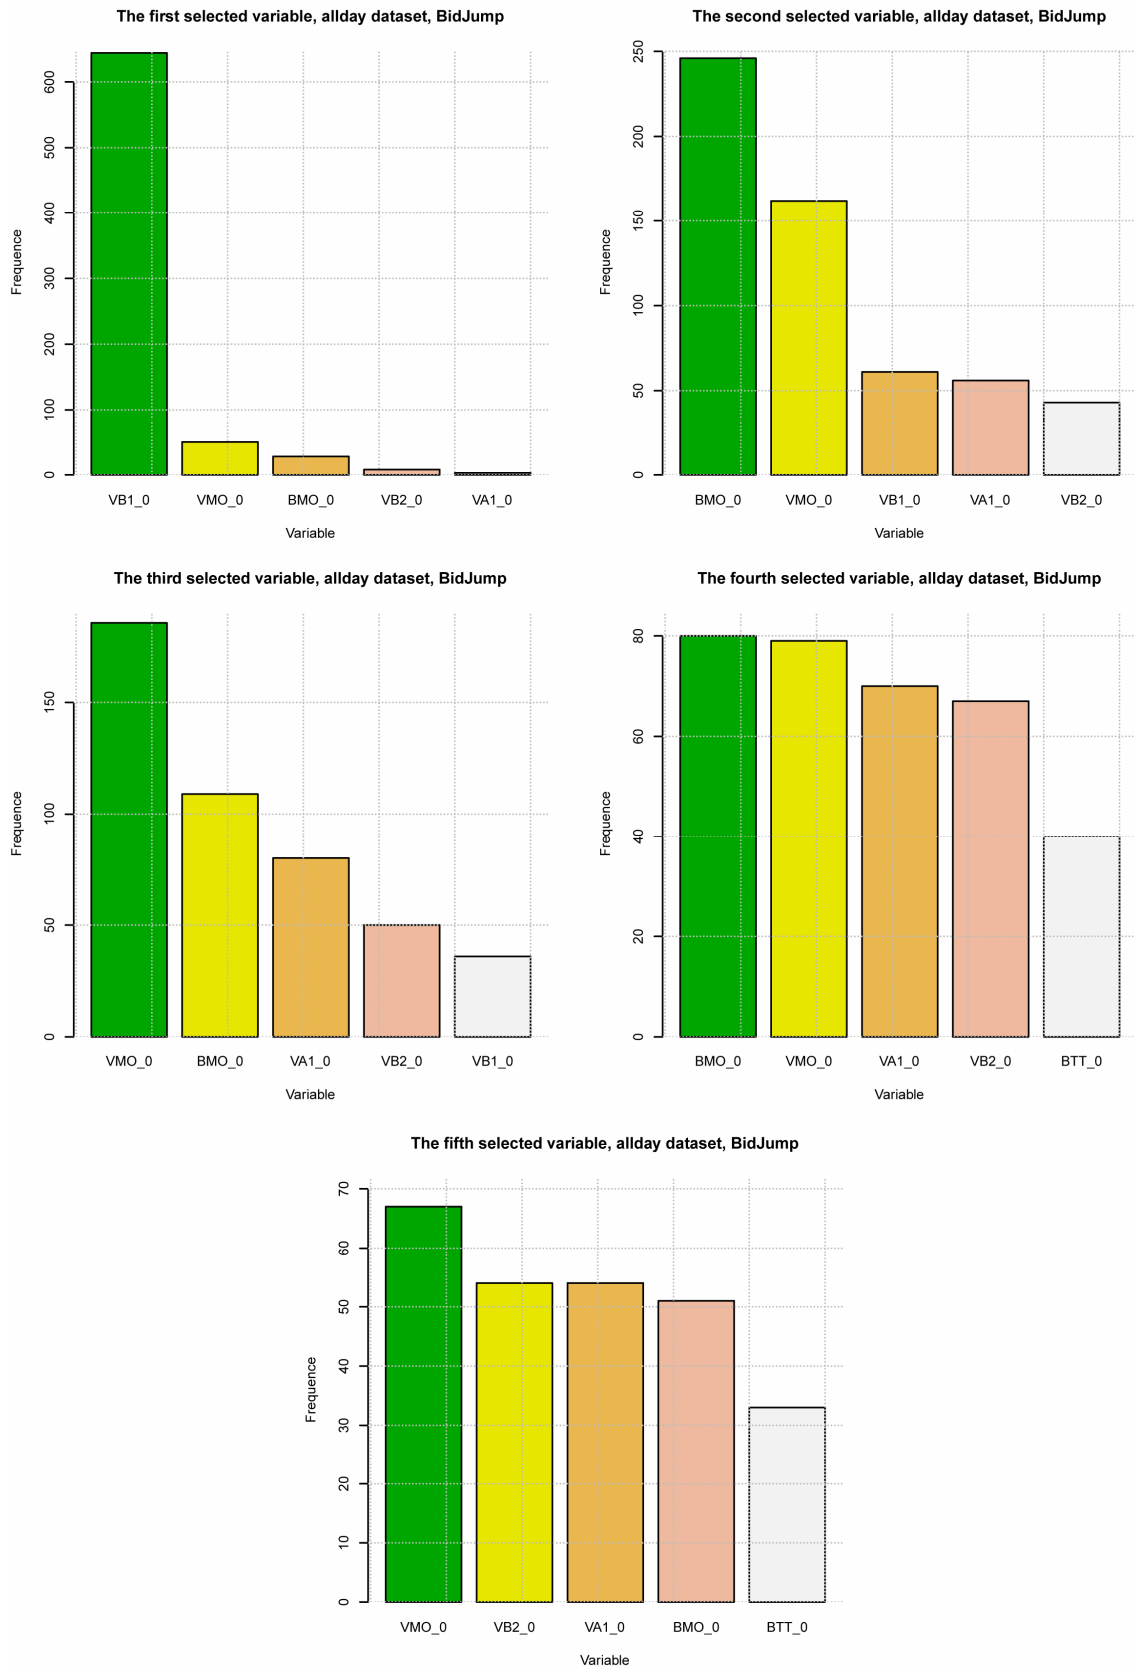 The first selected variable, allday dataset, BidJump
Frequence
0 100 200 300 400 500 600
VB1_0 VMO_0 BMO_0 VB2_0 VA1_0
Variable
The second selected variable, allday dataset, BidJump
Frequence
0 50 100 150 200 250
BMO_0 VMO_0 VB1_0 VA1_0 VB2_0
Variable
The third selected variable, allday dataset, BidJump
Frequence
0 50 100 150
VMO_0 BMO_0 VA1_0 VB2_0 VB1_0
Variable
The fourth selected variable, allday dataset, BidJump
Frequence
0 20 40 60 80
BMO_0 VMO_0 VA1_0 VB2_0 BTT_0
Variable
The fifth selected variable, allday dataset, BidJump
Frequence
0 10 20 30 40 50 60 70
VMO_0 VB2_0 VA1_0 BMO_0 BTT_0
Variable